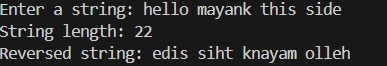 Enter a string: hello mayank this side
String length: 22
Reversed string: edis siht knayam olleh